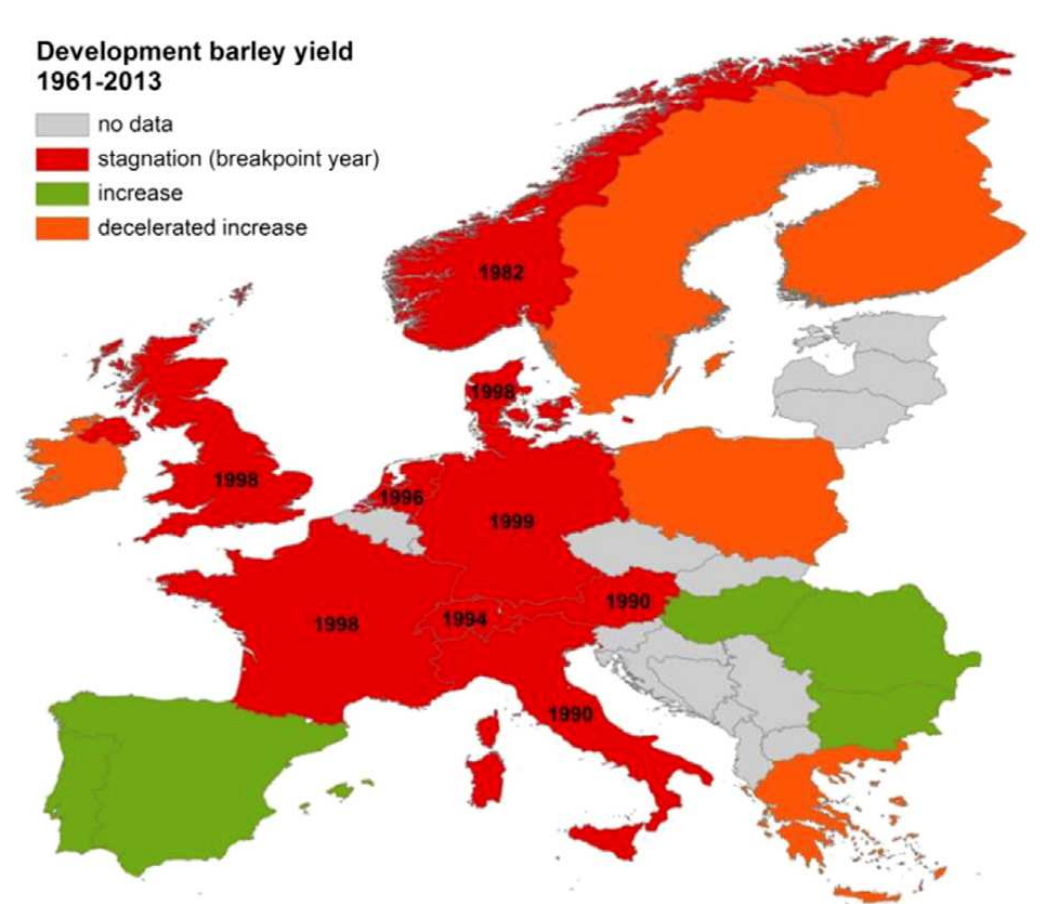 Development barley yield
1961-2013
no data
stagnation (breakpoint year)
increase
decelerated increase
1982
1998
1998
1996
1999
1990
1998
1994
1990